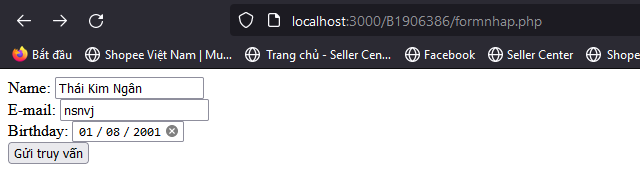 localhost:3000/B1906386/formnhap.php
Bắt đầu Shopee Việt Nam | Mu... Trang chủ - Seller Cen... Facebook Seller Center Shope
Name: Thái Kim Ngân
E-mail: nsnvj
Birthday: 01 / 08 / 2001
Gửi truy vấn